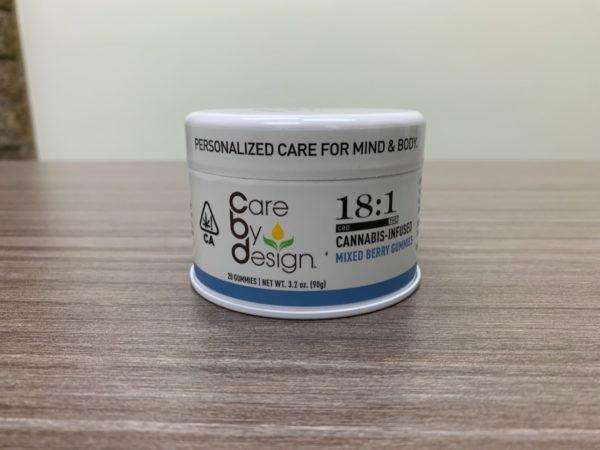 PERSONALIZED CARE FOR MIND & BODY.
Care
by
design.
CA
18:1
CBD THC
CANNABIS-INFUSED
MIXED BERRY GUMMIES
20 GUMMIES | NET WT. 3.2 oz. (90g)